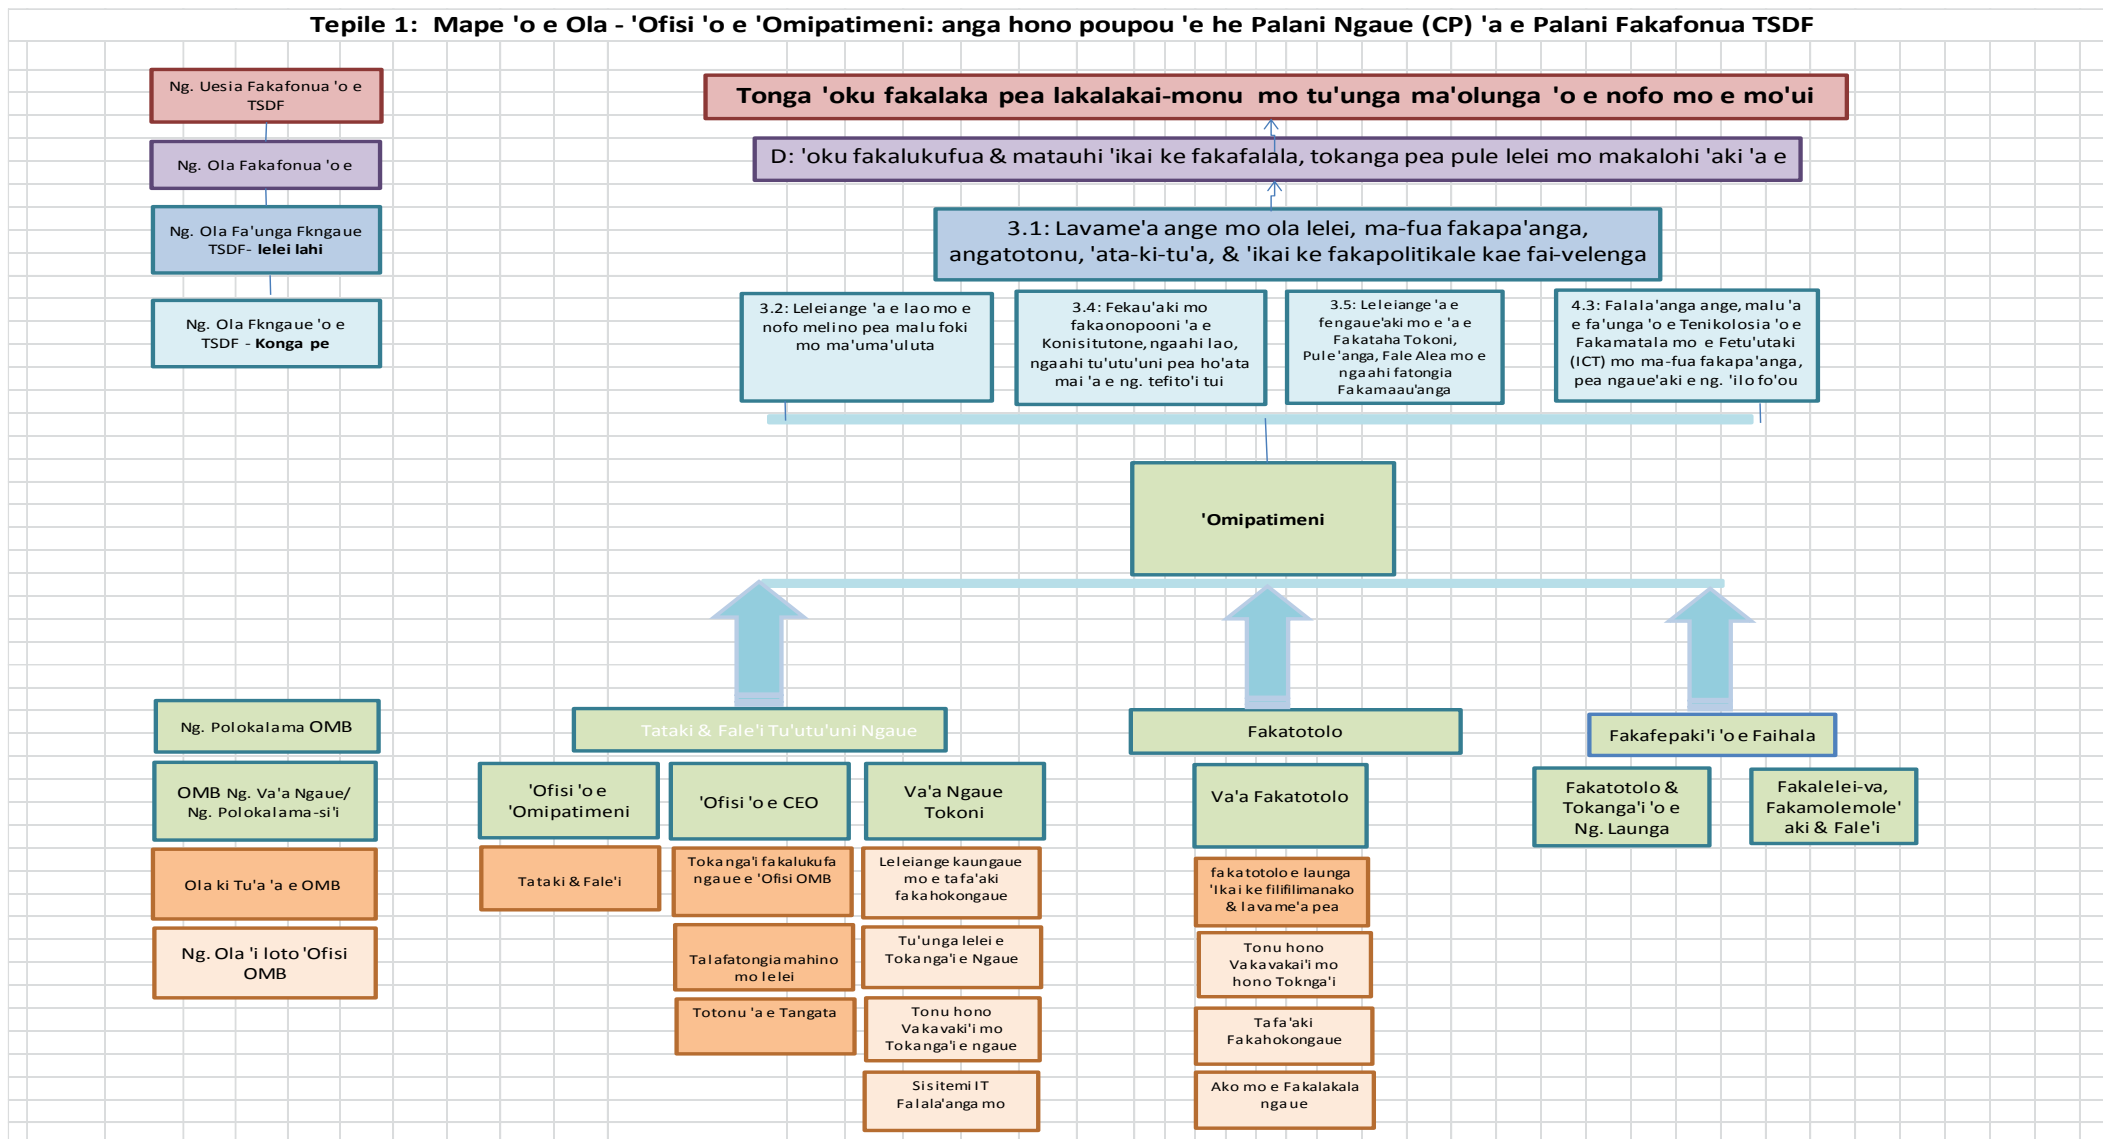 Tepile 1: Mape 'o e Ola - 'Ofisi 'o e 'Omipatimeni: anga hono poupou 'e he Palani Ngaue (CP) 'a e Palani Fakafonua TSDF
Ng. Uesia Fakafonua 'o e
TSDF
Tonga 'oku fakalaka pea lakalakai-monu mo tu'unga ma'olunga 'o e nofo mo e mo'ui
Ng. Ola Fakafonua 'o e
D: 'oku fakalukufua & matauhi 'ikai ke fakafalala, tokanga pea pule lelei mo makalohi 'aki 'a e
Ng. Ola Fa'unga Fkngaue
TSDF- lelei lahi
3.1: Lavame'a ange mo ola lelei, ma-fua fakapa'anga,
angatotonu, 'ata-ki-tu'a, & 'ikai ke fakapolitikale kae fai-velenga
Ng. Ola Fkngaue 'o e
TSDF - Konga pe
3.2: Leleiange 'a e lao mo e
nofo melino pea malu foki
mo ma'uma'uluta
3.4: Fekau'aki mo
fakaonopooni 'a e
Konisitutone, ngaahi lao,
ngaahi tu'utu'uni pea ho'ata
mai 'a e ng. tefito'i tui
3.5: Leleiange 'a e
fengaue'aki mo e 'a e
Fakataha Tokoni,
Pule'anga, Fale Alea mo e
ngaahi fatongia
Fakamaau'anga
4.3: Falala'anga ange, malu 'a
e fa'unga 'o e Tenikolosia 'o e
Fakamatala mo e Fetu'utaki
(ICT) mo ma-fua fakapa'anga,
pea ngaue'aki e ng. 'ilo fo'ou
'Omipatimeni
Ng. Polokalama OMB
Tataki & Fale'i Tu'utu'uni Ngaue
Fakatotolo
Fakafepaki'i 'o e Faihala
OMB Ng. Va'a Ngaue/
Ng. Polokalama-si'i
'Ofisi 'o e
'Omipatimeni
'Ofisi 'o e CEO
Va'a Ngaue
Tokoni
Va'a Fakatotolo
Fakatotolo &
Tokanga'i 'o e
Ng. Launga
Fakalelei-va,
Fakamolemole'
aki & Fale'i
Ola ki Tu'a 'a e OMB
Tataki & Fale'i
Tokanga'i fakalukufa
ngaue e 'Ofisi OMB
Leleiange kaungaue
mo e tafa'aki
fakahokongaue
fakatotolo e launga
'Ikai ke filifilimanako
& lavame'a pea
Ng. Ola 'i loto 'Ofisi
OMB
Talafatongia mahino
mo lelei
Tu'unga lelei e
Tokanga'i e Ngaue
Tonu hono
Vakavakai'i mo
hono Toknga'i
Totonu 'a e Tangata
Tonu hono
Vakavaki'i mo
Tokanga'i e ngaue
Tafa'aki
Fakahokongaue
Sisitemi IT
Falala'anga mo
Ako mo e Fakalakala
ngaue